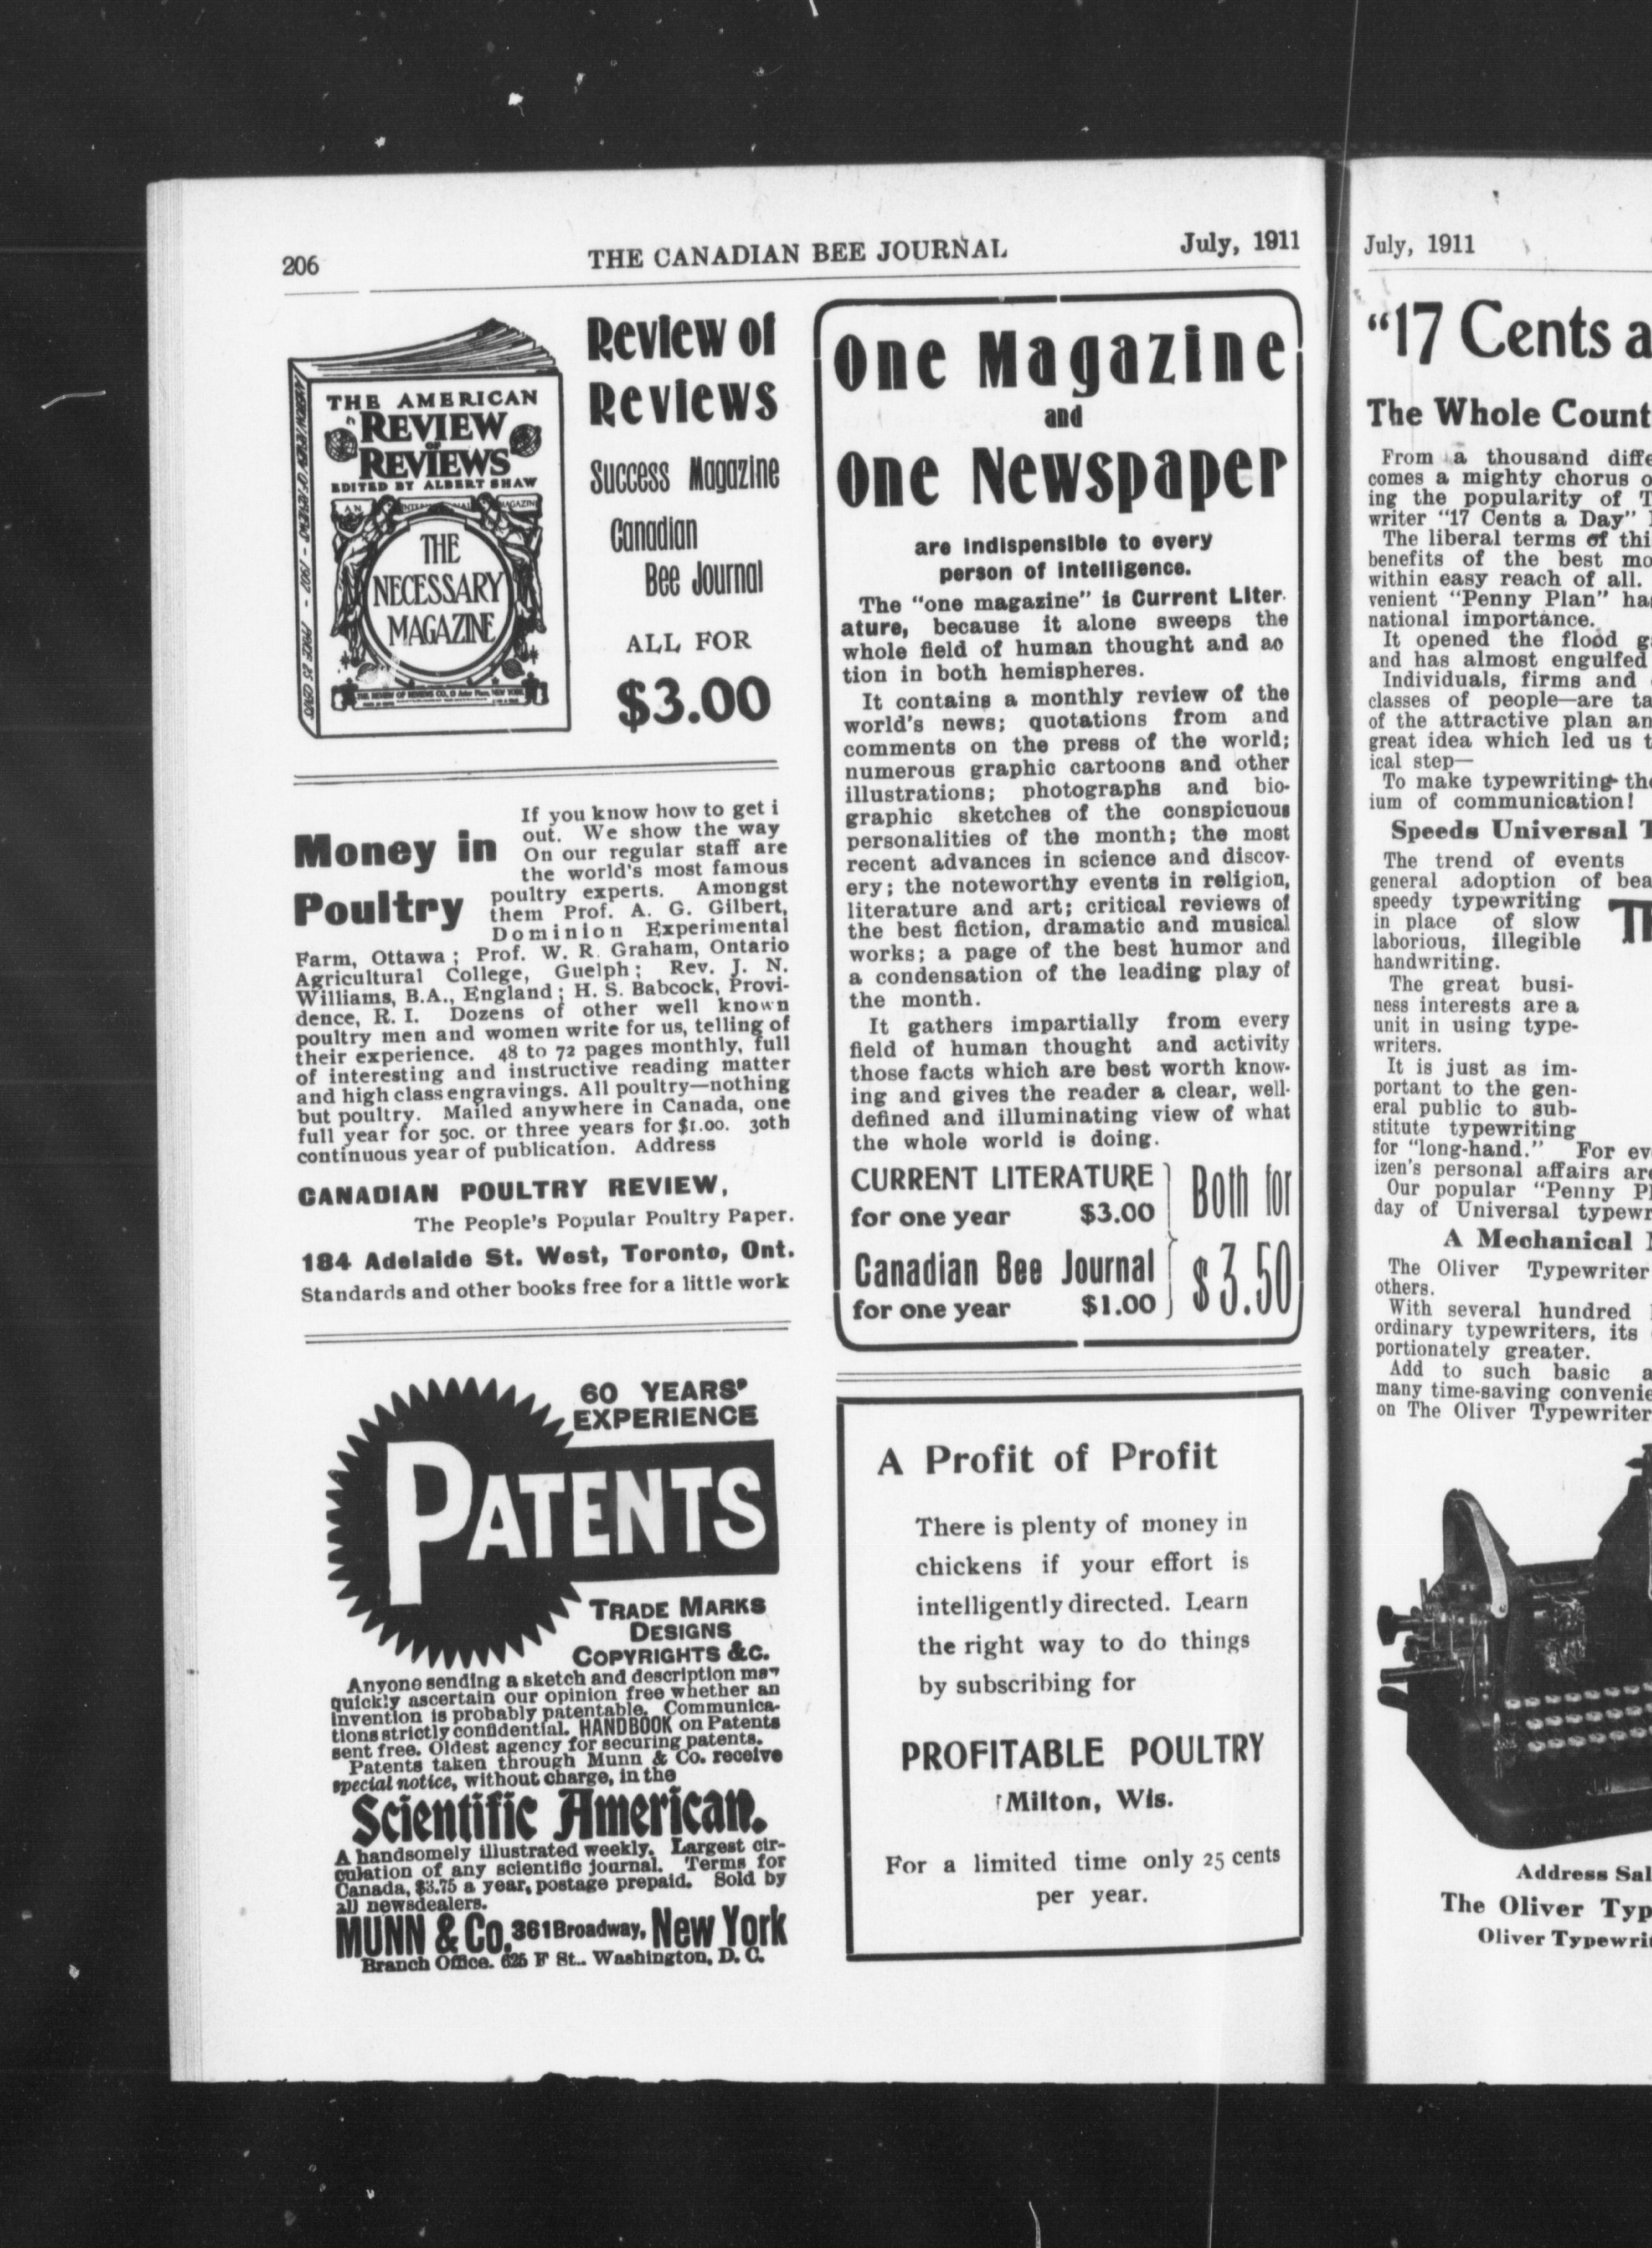 206
THE CANADIAN BEE JOURNAL
July, 1911
THE AMERICAN
REVIEW
OF
REVIEWS
EDITED BY ALBERT SHAW
AN INTERNATIONAL MAGAZINE
THE
NECESSARY
MAGAZINE
Review of
Reviews
Success Magazine
Canadian
Bee Journal
ALL FOR
$3.00
Money in
Poultry
If you know how to get i
out. We show the way
On our regular staff are
the world's most famous
poultry experts. Amongst
them Prof. A. G. Gilbert,
Dominion Experimental
Farm, Ottawa; Prof. W. R. Graham, Ontario
Agricultural College, Guelph; Rev. J. N.
Williams, B.A., England; H. S. Babcock, Provi-
dence, R. I. Dozens of other well known
poultry men and women write for us, telling of
their experience. 48 to 72 pages monthly, full
of interesting and instructive reading matter
and high class engravings. All poultry—nothing
but poultry. Mailed anywhere in Canada, one
full year for 50c. or three years for $1.00. 30th
continuous year of publication. Address
CANADIAN POULTRY REVIEW,
The People's Popular Poultry Paper.
184 Adelaide St. West, Toronto, Ont.
Standards and other books free for a little work
60 YEARS'
EXPERIENCE
PATENTS
TRADE MARKS
DESIGNS
COPYRIGHTS &C.
Anyone sending a sketch and description may
quickly ascertain our opinion free whether an
invention is probably patentable. Communica-
tions strictly confidential. HANDBOOK on Patents
sent free. Oldest agency for securing patents.
Patents taken through Munn & Co. receive
special notice, without charge, in the
Scientific American.
A handsomely illustrated weekly. Largest cir-
culation of any scientific journal. Terms for
Canada, $3.75 a year, postage prepaid. Sold by
all newsdealers.
MUNN & Co. 361 Broadway, New York
Branch Office. 625 F St.. Washington, D. C.
One Magazine
and
One Newspaper
are indispensible to every
person of intelligence.
The "one magazine" is Current Liter-
ature, because it alone sweeps the
whole field of human thought and ac
tion in both hemispheres.
It contains a monthly review of the
world's news; quotations from and
comments on the press of the world;
numerous graphic cartoons and other
illustrations; photographs and bio-
graphic sketches of the conspicuous
personalities of the month; the most
recent advances in science and discov-
ery; the noteworthy events in religion,
literature and art; critical reviews of
the best fiction, dramatic and musical
works; a page of the best humor and
a condensation of the leading play of
the month.
It gathers impartially from every
field of human thought and activity
those facts which are best worth know-
ing and gives the reader a clear, well-
defined and illuminating view of what
the whole world is doing.
CURRENT LITERATURE
for one year $3.00
Canadian Bee Journal
for one year $1.00
Both for
$3.50
A Profit of Profit
There is plenty of money in
chickens if your effort is
intelligently directed. Learn
the right way to do things
by subscribing for
PROFITABLE POULTRY
Milton, Wis.
For a limited time only 25 cents
per year.
July, 1911
"17 Cents a
The Whole Count
From a thousand diffe
comes a mighty chorus o
ing the popularity of T
writer "17 Cents a Day"
The liberal terms of thi
benefits of the best mo
within easy reach of all.
venient "Penny Plan" ha
national importance.
It opened the flood g
and has almost engulfed
Individuals, firms and
classes of people—are ta
of the attractive plan an
great idea which led us t
ical step—
To make typewriting the
ium of communication!
Speeds Universal T
The trend of events
general adoption of bea
speedy typewriting
in place of slow
laborious, illegible
handwriting.
The great busi-
ness interests are a
unit in using type-
writers.
It is just as im-
portant to the gen-
eral public to sub-
stitute typewriting
for "long-hand." For ev
izen's personal affairs are
Our popular "Penny Pl
day of Universal typewr
A Mechanical
The Oliver Typewriter
others.
With several hundred
ordinary typewriters, its
portionately greater.
Add to such basic a
many time-saving convenie
on The Oliver Typewriter
Address Sal
The Oliver Typ
Oliver Typewrit